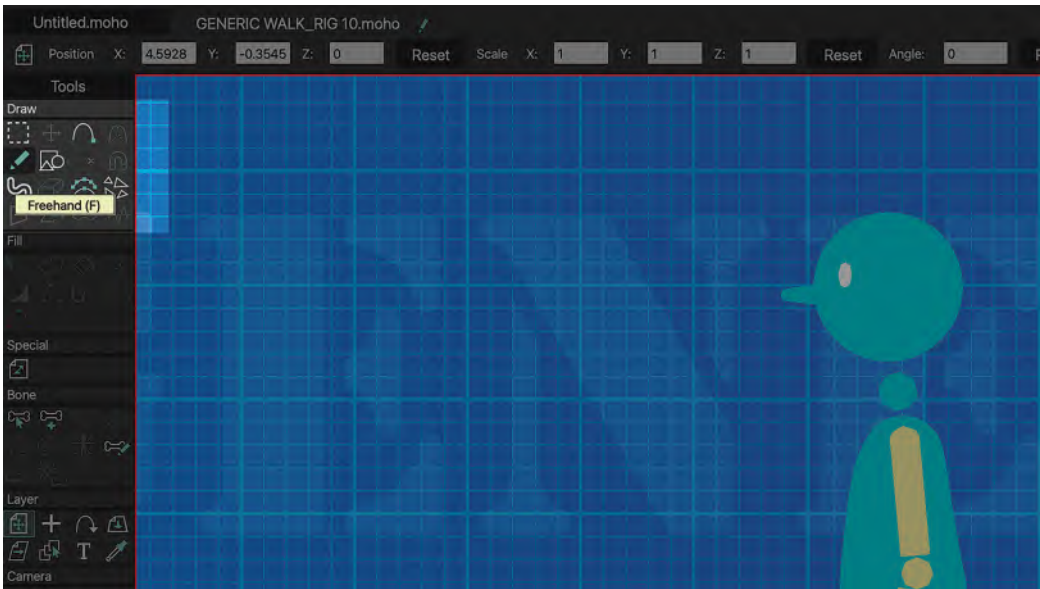 Untitled.moho GENERIC WALK_RIG 10.moho
Position X: 4.5928 Y: -0.3545 Z: 0 Reset Scale X: 1 Y: 1 Z: 1 Reset Angle: 0
Tools
Draw
Freehand (F)
Fill
Special
Bone
Layer
T
Camera